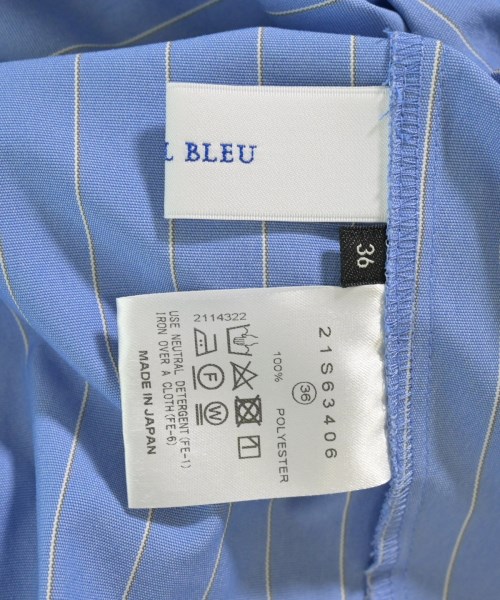 L BLEU
36
21S63406
36
100% POLYESTER
2114322
F W
USE NEUTRAL DETERGENT(FE-1)
IRON OVER A CLOTH(FE-6)
MADE IN JAPAN